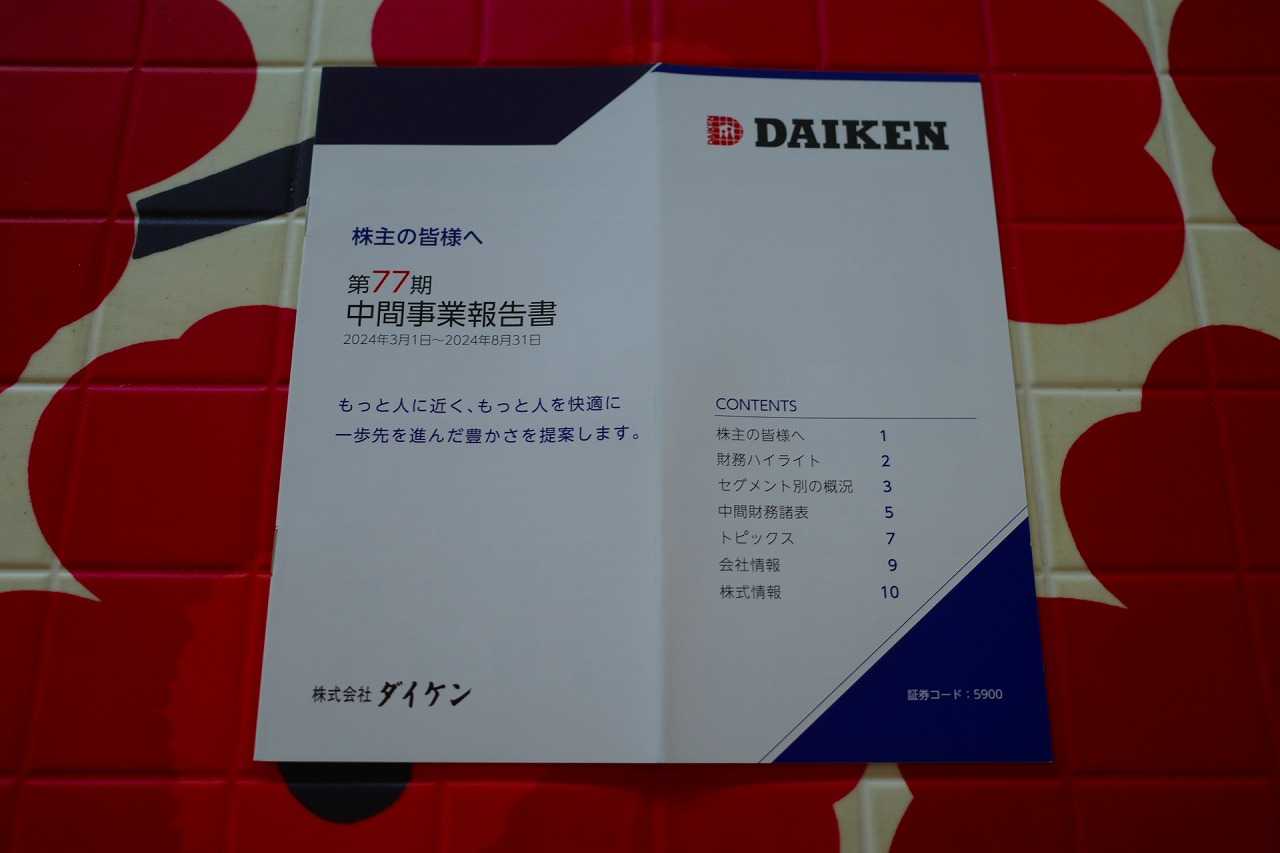 DAIKEN
株主の皆様へ
第77期
中間事業報告書
2024年3月1日～2024年8月31日
もっと人に近く、もっと人を快適に
一歩先を進んだ豊かさを提案します。
株式会社 ダイケン
CONTENTS
株主の皆様へ 1
財務ハイライト 2
セグメント別の概況 3
中間財務諸表 5
トピックス 7
会社情報 9
株式情報 10
証券コード：5900